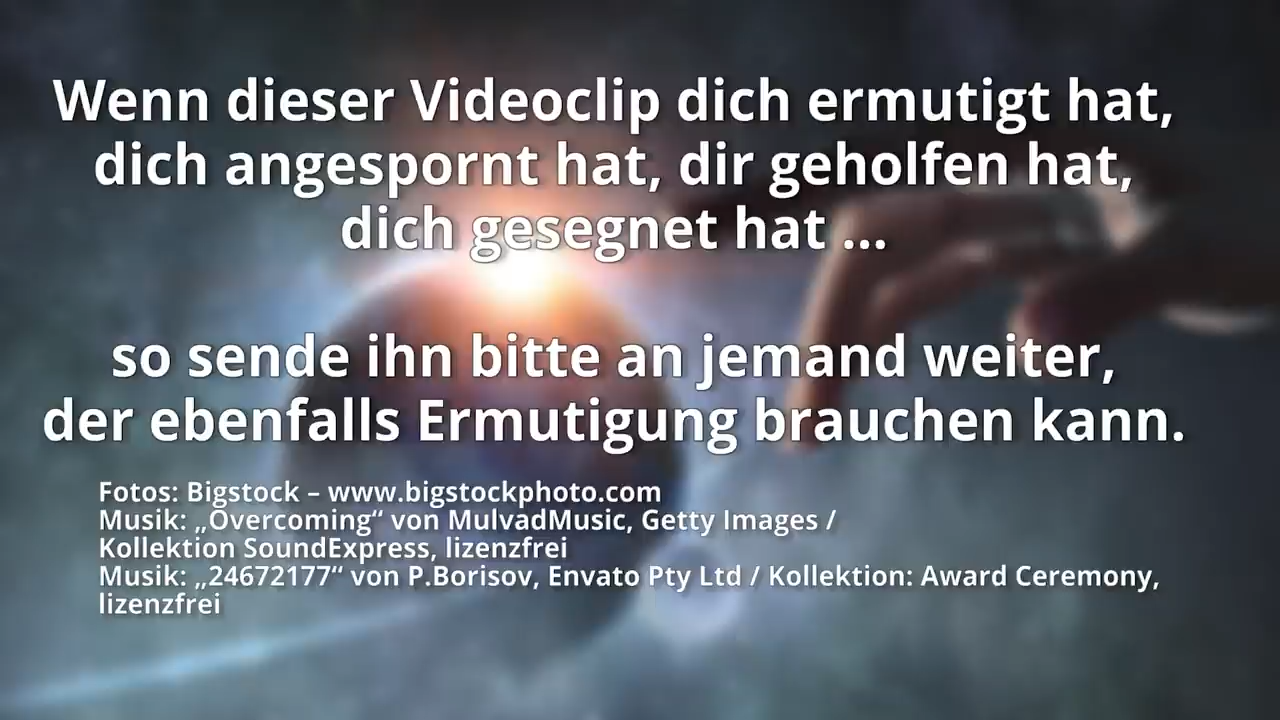 Wenn dieser Videoclip dich ermutigt hat,
dich angespornt hat, dir geholfen hat,
dich gesegnet hat ...
so sende ihn bitte an jemand weiter,
der ebenfalls Ermutigung brauchen kann.
Fotos: Bigstock – www.bigstockphoto.com
Musik: „Overcoming“ von MulvadMusic, Getty Images /
Kollektion SoundExpress, lizenzfrei
Musik: „24672177“ von P.Borisov, Envato Pty Ltd / Kollektion: Award Ceremony,
lizenzfrei